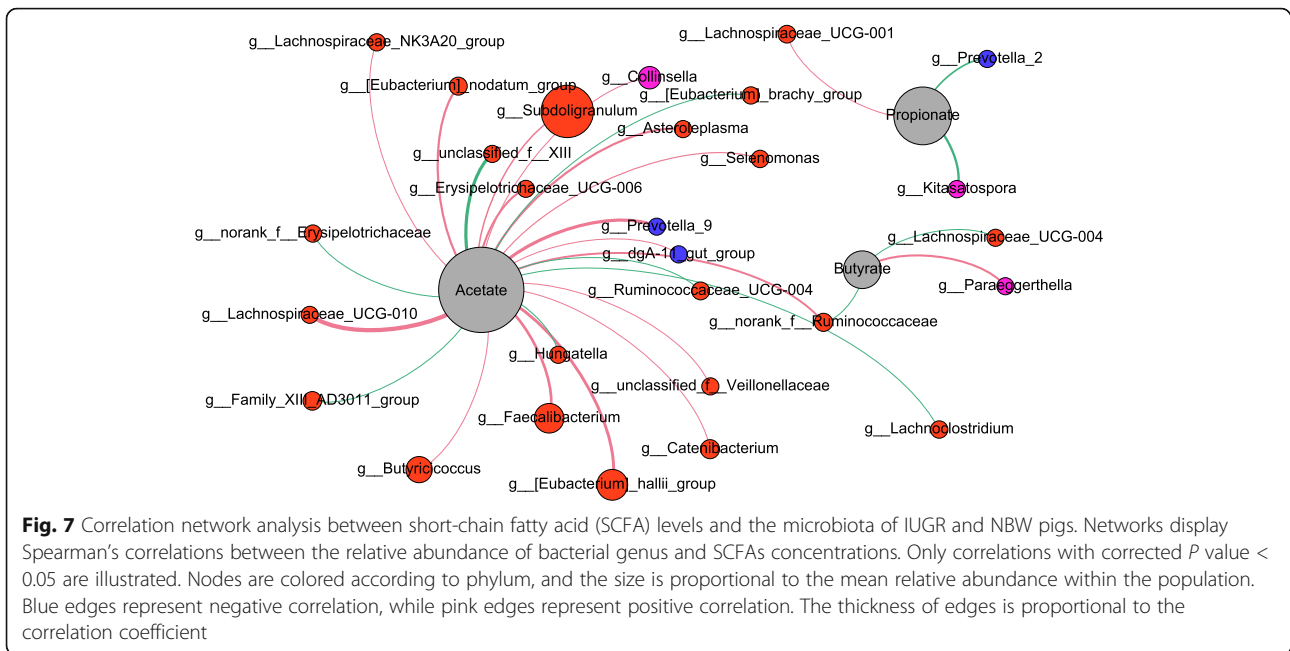 g__Lachnospiraceae_UCG-001
g__Lachnospiraceae_NK3A20_group
g__Prevotella_2
g__Collinsella
g__[Eubacterium]_nodatum_group
g__[Eubacterium]_brachy_group
g__Subdoligranulum
Propionate
g__Asteroleplasma
g__unclassified_f__XIII
g__Selenomonas
g__Erysipelotrichaceae_UCG-006
g__Kitasatospora
g__Prevotella_9
g__norank_f__Erysipelotrichaceae
g__Lachnospiraceae_UCG-004
g__dgA-11_gut_group
Butyrate
g__Paraeggerthella
Acetate
g__Ruminococcaceae_UCG-004
g__Lachnospiraceae_UCG-010
g__norank_f__Ruminococcaceae
g__Hungatella
g__unclassified_f__Veillonellaceae
g__Family_XIII_AD3011_group
g__Faecalibacterium
g__Lachnoclostridium
g__Catenibacterium
g__Butyricicoccus
g__[Eubacterium]_hallii_group
Fig. 7 Correlation network analysis between short-chain fatty acid (SCFA) levels and the microbiota of IUGR and NBW pigs. Networks display
Spearman's correlations between the relative abundance of bacterial genus and SCFAs concentrations. Only correlations with corrected P value <
0.05 are illustrated. Nodes are colored according to phylum, and the size is proportional to the mean relative abundance within the population.
Blue edges represent negative correlation, while pink edges represent positive correlation. The thickness of edges is proportional to the
correlation coefficient